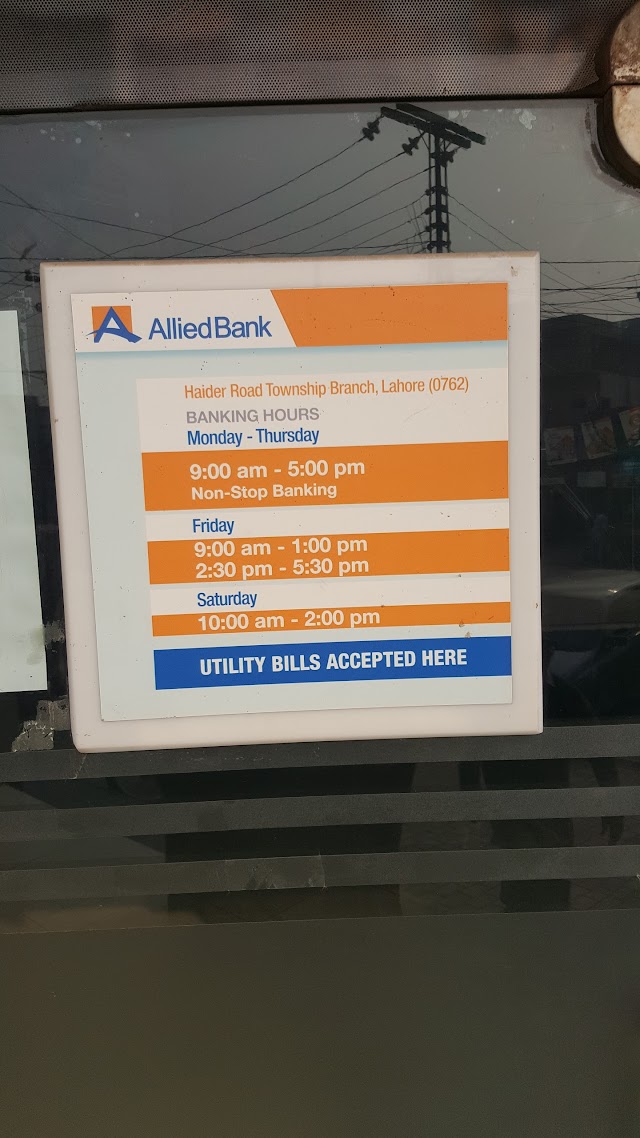 Allied Bank
Haider Road Township Branch, Lahore (0762)
BANKING HOURS
Monday - Thursday
9:00 am - 5:00 pm
Non-Stop Banking
Friday
9:00 am - 1:00 pm
2:30 pm - 5:30 pm
Saturday
10:00 am - 2:00 pm
UTILITY BILLS ACCEPTED HERE